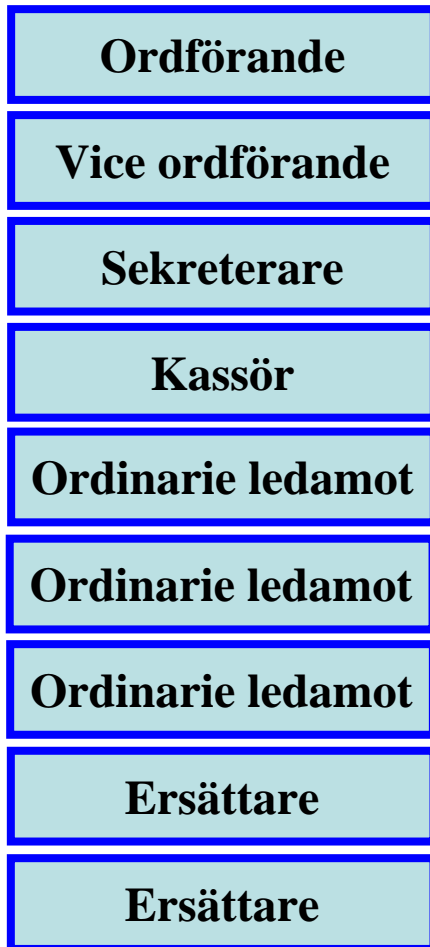 Ordförande
Vice ordförande
Sekreterare
Kassör
Ordinarie ledamot
Ordinarie ledamot
Ordinarie ledamot
Ersättare
Ersättare